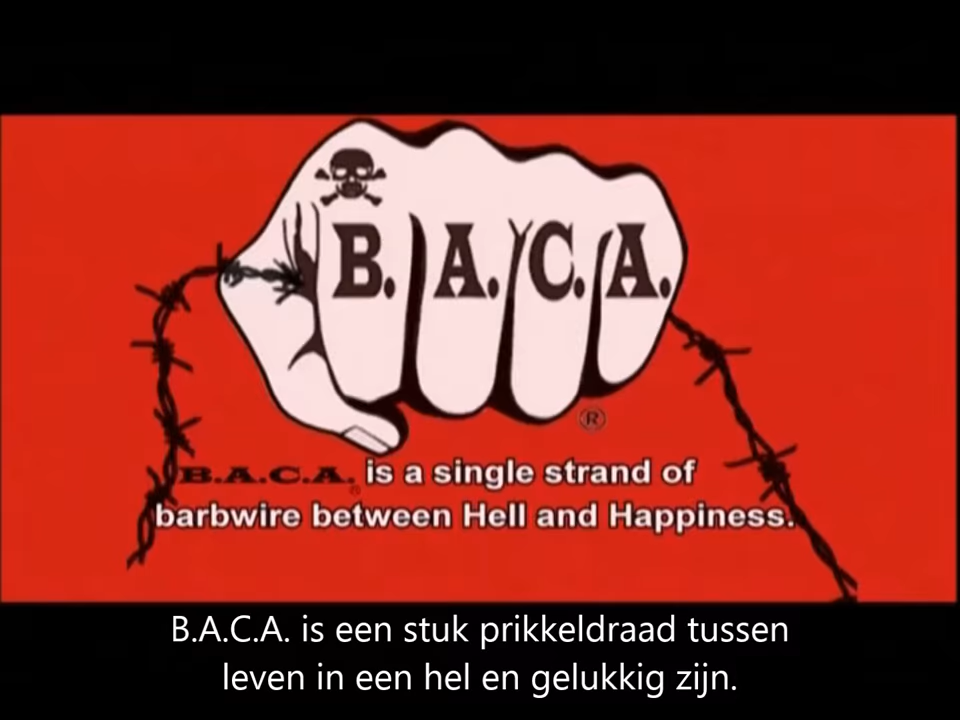 B. A. C. A.
®
B.A.C.A.® is a single strand of
barbwire between Hell and Happiness.
B.A.C.A. is een stuk prikkeldraad tussen
leven in een hel en gelukkig zijn.